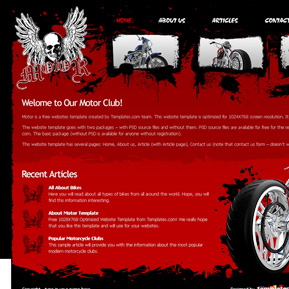 HOME ABOUT US ARTICLES CONTACT
MOTOR
Welome to Our Motor Club!
Motor is a free websites template created by Templates.com team. This website template is optimized for 1024X768 screen resolution. It
This website template goes with two packages – with PSD source files and without them. PSD source files are available for free for the re
com. The basic package (without PSD is available for anyone without registration).
This website template has several pages: Home, About us, Article (with Article page), Contact us (note that contact us form – doesn't w
Recent Articles
All About Bikes
Here you will read about all types of bikes from all around the world. Hope, you will
find this information interesting.
About Motor Template
Free 1024X768 Optimized Website Template from Templates.com! We really hope
that you like this template and will use for your websites.
Popular Motorcycle Clubs
This sample article will provide you with the information about the most popular
modern motorcycle clubs.